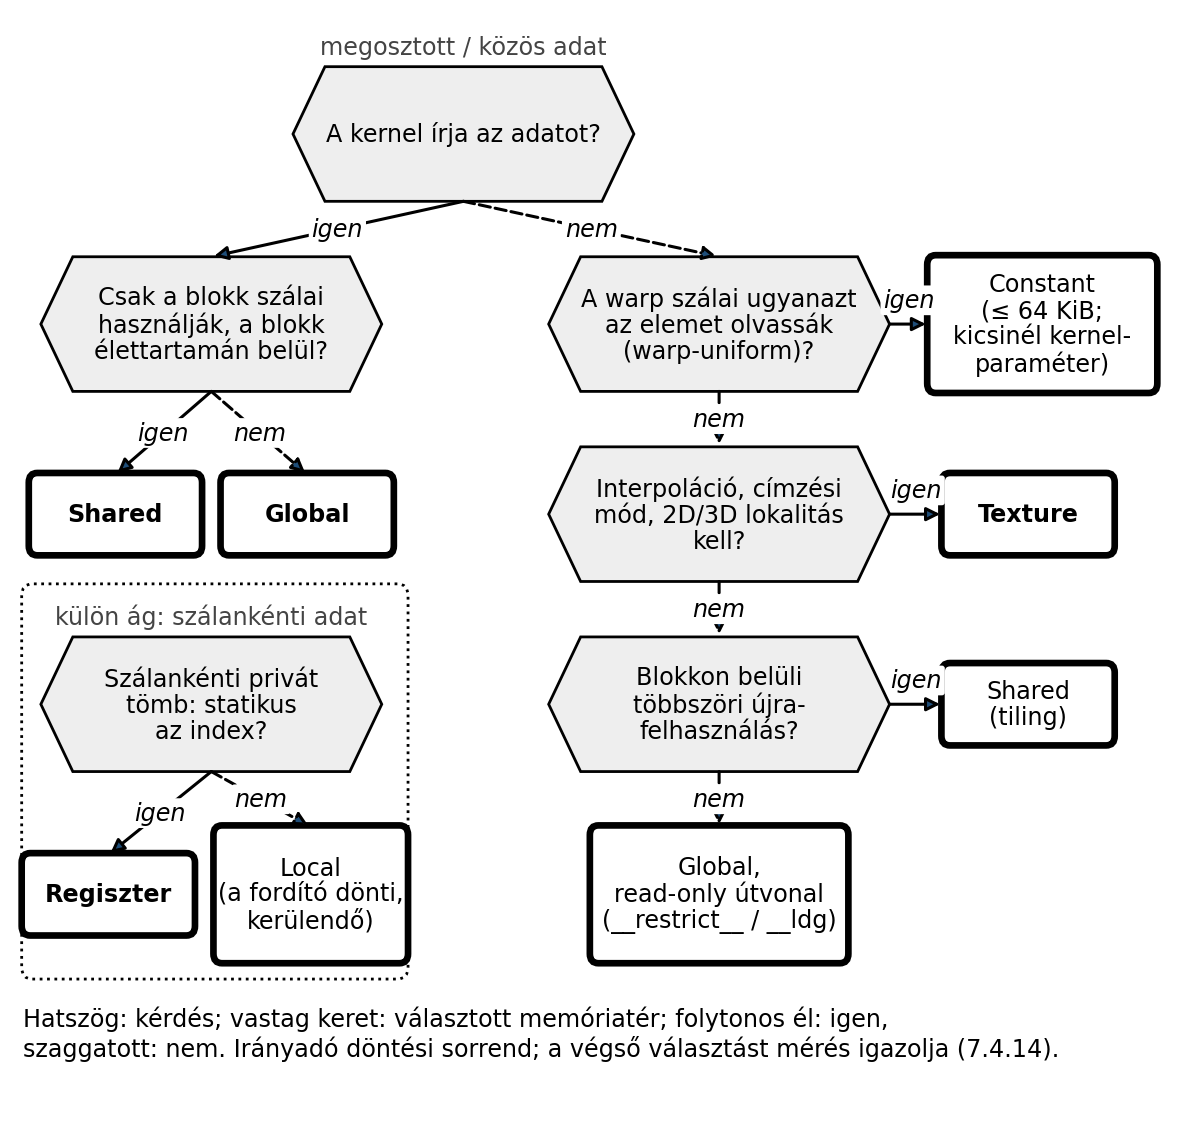 megosztott / közös adat
A kernel írja az adatot?
igen
nem
Csak a blokk szálai
használják, a blokk
élettartamán belül?
igen
nem
Shared
Global
A warp szálai ugyanazt
az elemet olvassák
(warp-uniform)?
igen
Constant
(≤ 64 KiB;
kicsinél kernel-
paraméter)
nem
Interpoláció, címzési
mód, 2D/3D lokalitás
kell?
igen
Texture
nem
Blokkon belüli
többszöri újra-
felhasználás?
igen
Shared
(tiling)
nem
Global,
read-only útvonal
(__restrict__ / __ldg)
külön ág: szálankénti adat
Szálankénti privát
tömb: statikus
az index?
igen
nem
Regiszter
Local
(a fordító dönti,
kerülendő)
Hatszög: kérdés; vastag keret: választott memóriatér; folytonos él: igen,
szaggatott: nem. Irányadó döntési sorrend; a végső választást mérés igazolja (7.4.14).